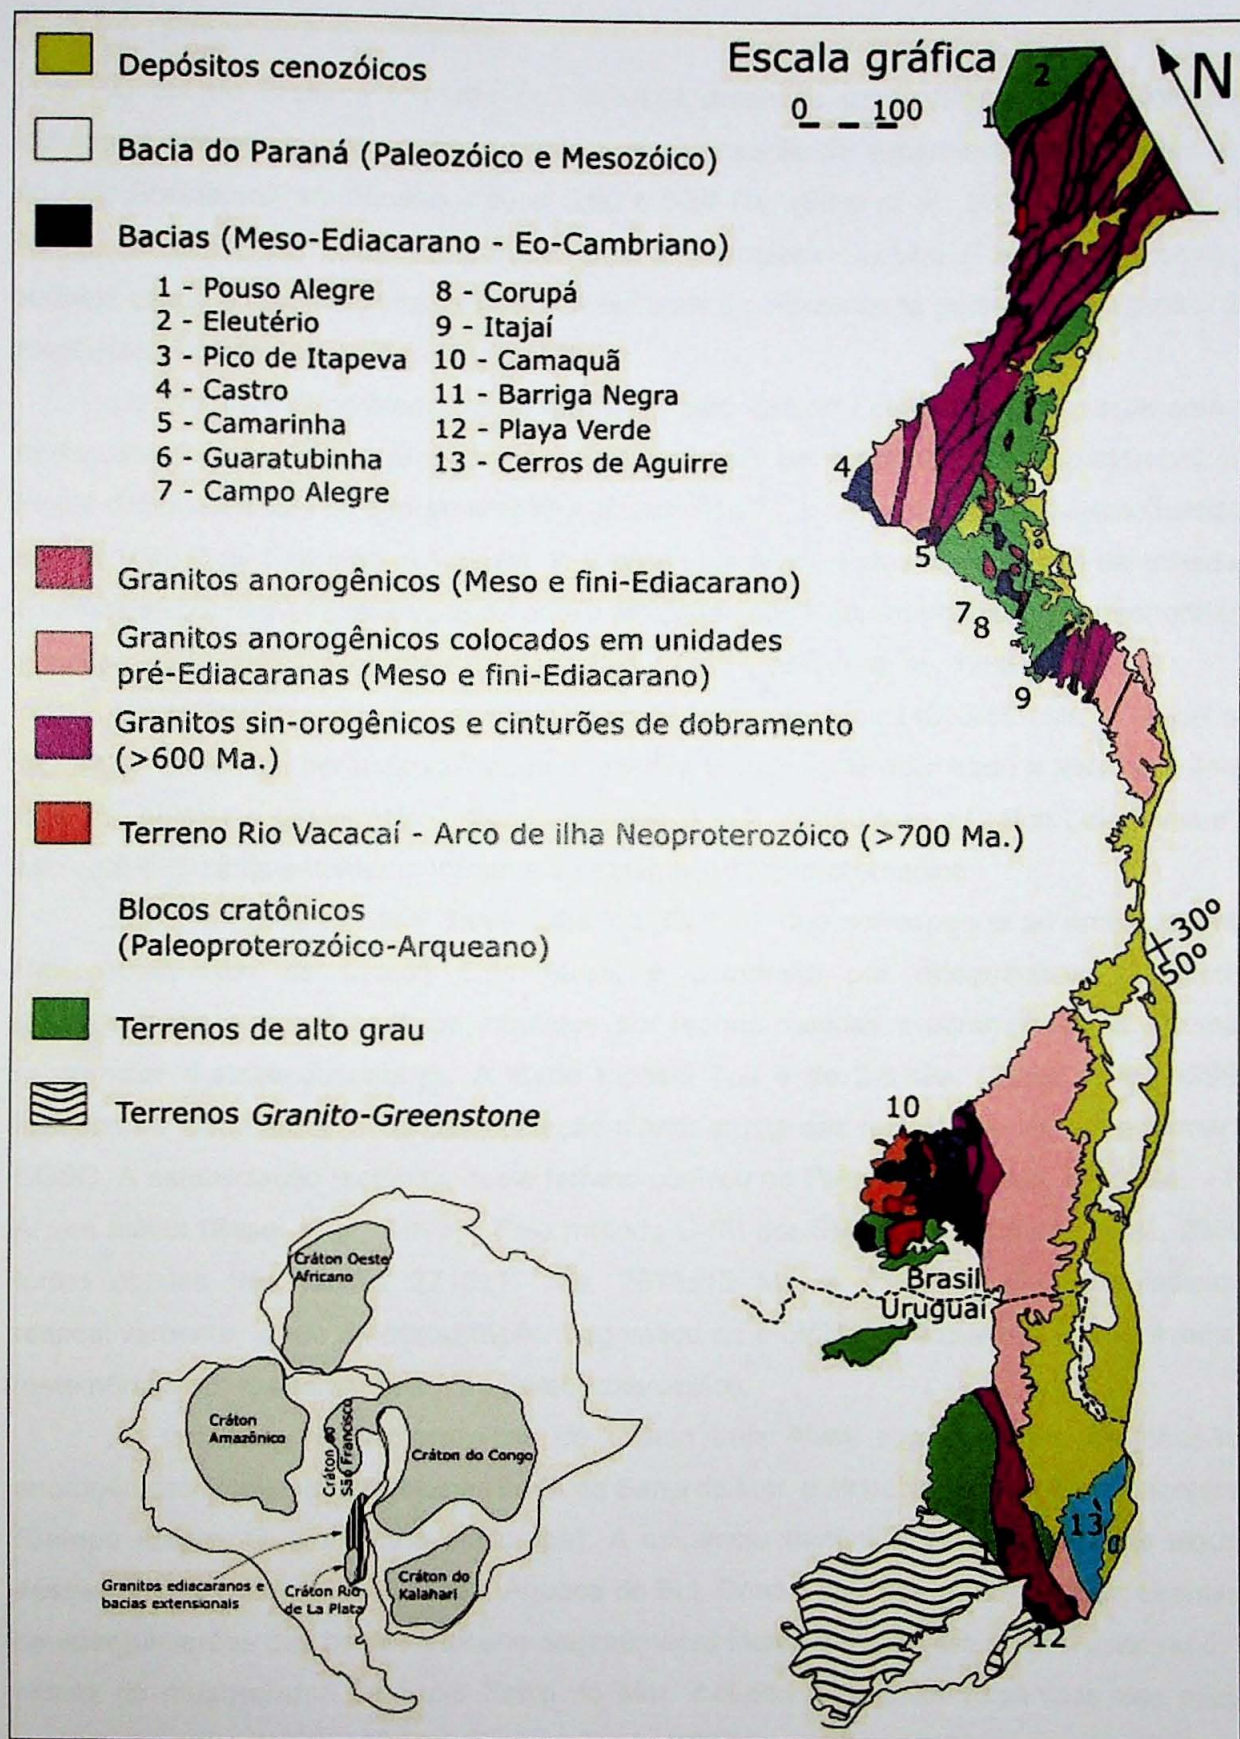 Depósitos cenozóicos
Bacia do Paraná (Paleozóico e Mesozóico)
Bacias (Meso-Ediacarano - Eo-Cambriano)
1 - Pouso Alegre
2 - Eleutério
3 - Pico de Itapeva
4 - Castro
5 - Camarinha
6 - Guaratubinha
7 - Campo Alegre
8 - Corupá
9 - Itajaí
10 - Camaquã
11 - Barriga Negra
12 - Playa Verde
13 - Cerros de Aguirre
Granitos anorogênicos (Meso e fini-Ediacarano)
Granitos anorogênicos colocados em unidades
pré-Ediacaranas (Meso e fini-Ediacarano)
Granitos sin-orogênicos e cinturões de dobramento
(>600 Ma.)
Terreno Rio Vacacaí - Arco de ilha Neoproterozóico (>700 Ma.)
Blocos cratônicos
(Paleoproterozóico-Arqueano)
Terrenos de alto grau
Terrenos Granito-Greenstone
Escala gráfica
0 100
N
2
1
4
5
7
8
9
30º
50º
10
Brasil
Uruguaí
13
12
Cráton Oeste
Africano
Cráton
Amazônico
Cráton do
São Francisco
Cráton do Congo
Granitos ediacaranos e
bacias extensionais
Cráton Rio
de La Plata
Cráton do
Kalahari